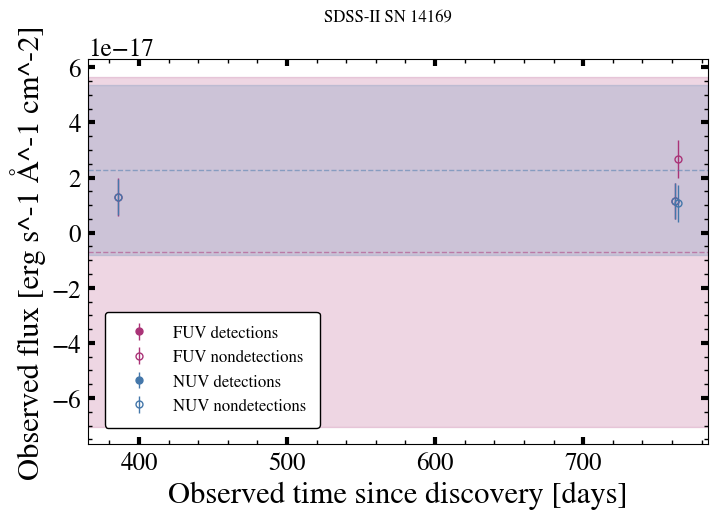 SDSS-II SN 14169
1e−17
Observed flux [erg s^-1 Å^-1 cm^-2]
6
4
2
0
−2
−4
−6
FUV detections
FUV nondetections
NUV detections
NUV nondetections
400 500 600 700
Observed time since discovery [days]